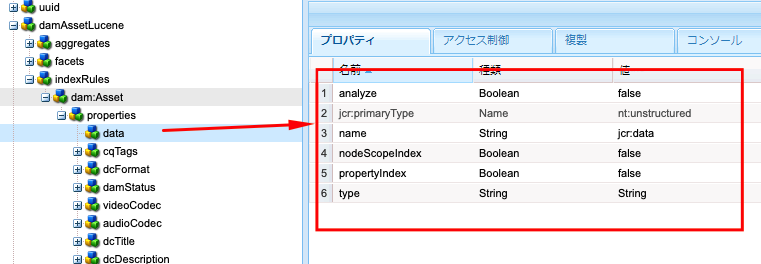 uuid
damAssetLucene
aggregates
facets
indexRules
dam:Asset
properties
data
cqTags
dcFormat
damStatus
videoCodec
audioCodec
dcTitle
dcDescription
プロパティ アクセス制御 複製 コンソール
名前 種類 値
1 analyze Boolean false
2 jcr:primaryType Name nt:unstructured
3 name String jcr:data
4 nodeScopeIndex Boolean false
5 propertyIndex Boolean false
6 type String String